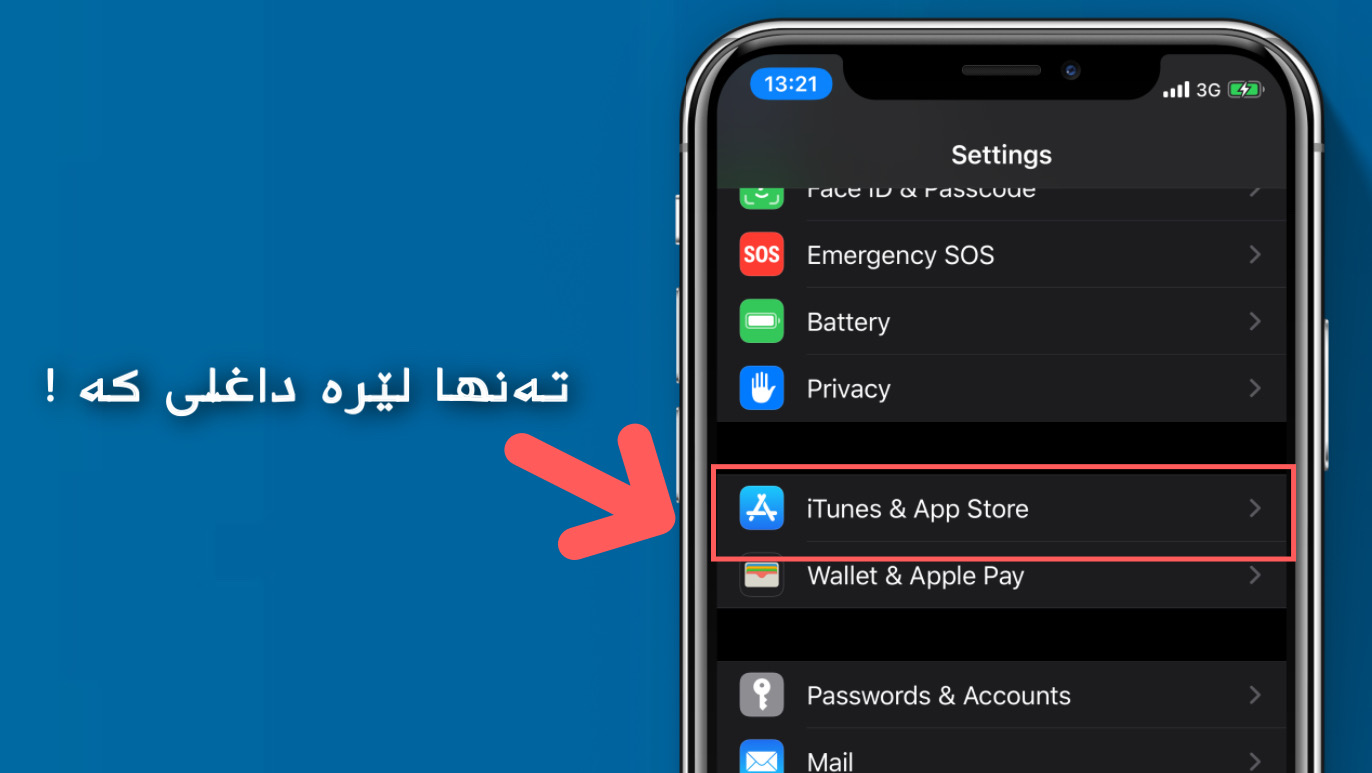 13:21
3G
Settings
Face ID & Passcode
SOS
Emergency SOS
Battery
Privacy
تەنها لێرە داغلی کە !
iTunes & App Store
Wallet & Apple Pay
Passwords & Accounts
Mail